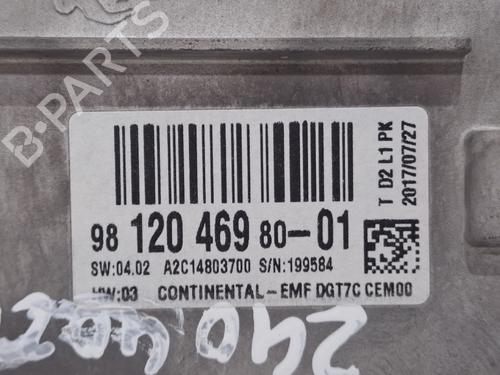 B-PARTS
98 120 469 80-01
SW:04.02 A2C14803700 S/N:199584
HW:03 CONTINENTAL-EMF DGT7C CEM00
T D2 L1 PK
2017/07/27